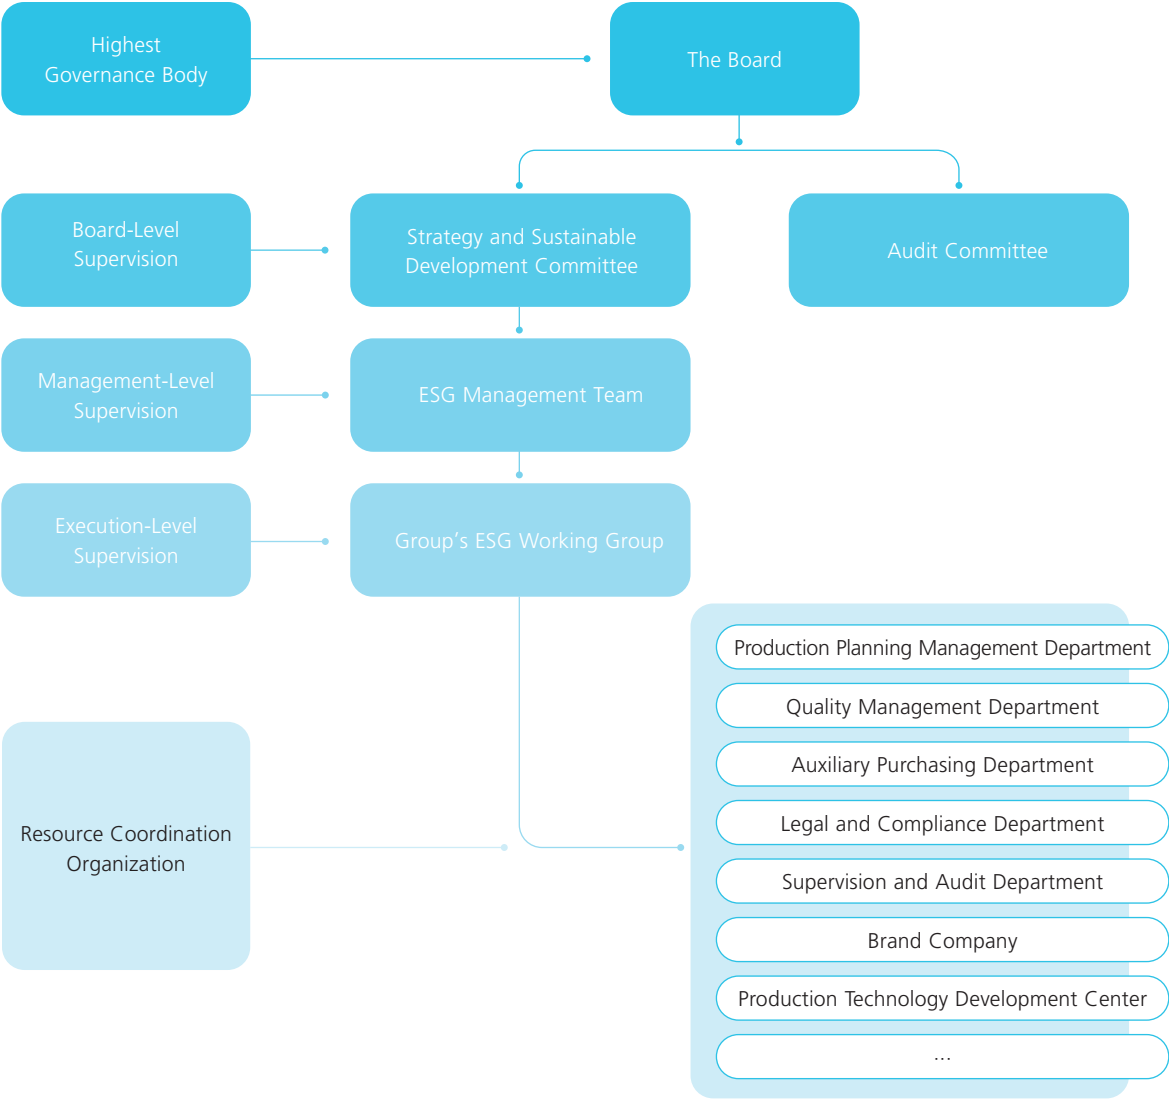 Highest
Governance Body
The Board
Board-Level
Supervision
Strategy and Sustainable
Development Committee
Audit Committee
Management-Level
Supervision
ESG Management Team
Execution-Level
Supervision
Group’s ESG Working Group
Resource Coordination
Organization
Production Planning Management Department
Quality Management Department
Auxiliary Purchasing Department
Legal and Compliance Department
Supervision and Audit Department
Brand Company
Production Technology Development Center
...